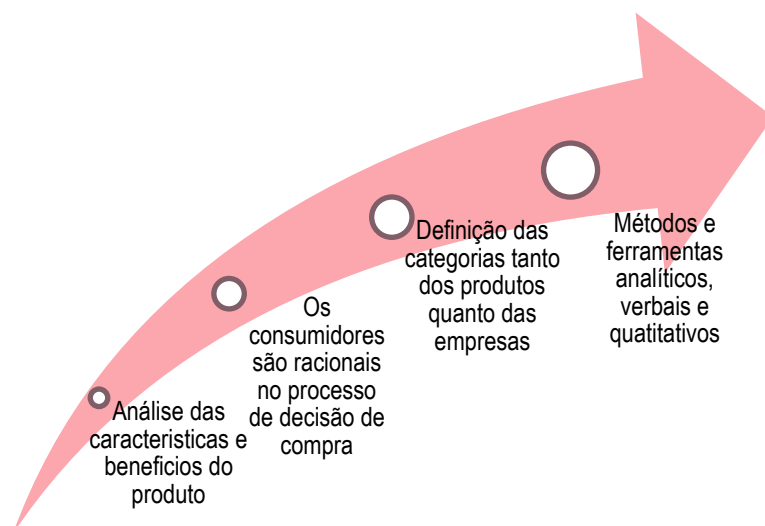 Análise das
caracteristicas e
beneficios do
produto
Os
consumidores
são racionais
no processo
de decisão de
compra
Definição das
categorias tanto
dos produtos
quanto das
empresas
Métodos e
ferramentas
analíticos,
verbais e
quatitativos